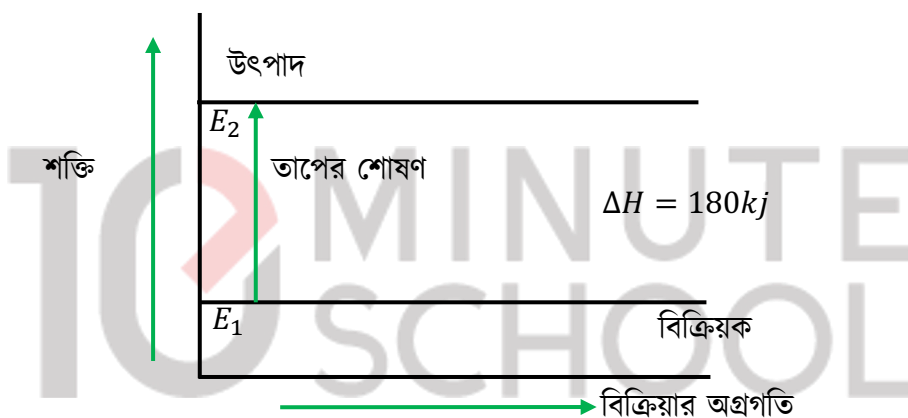 উৎপাদ
E₂
শক্তি
তাপের শোষণ
ΔH = 180kj
E₁
বিক্রিয়ক
বিক্রিয়ার অগ্রগতি
10 MINUTE
SCHOOL